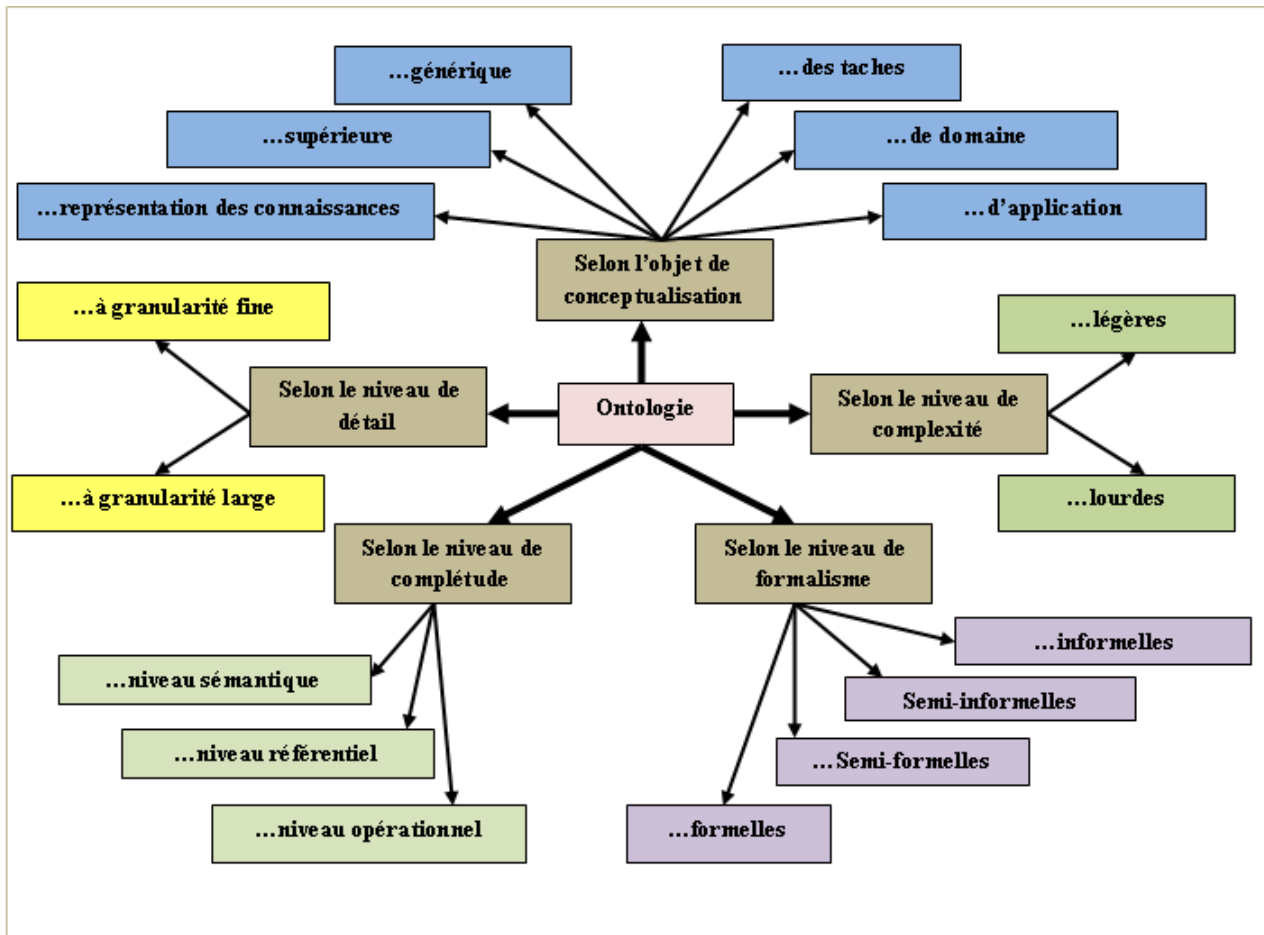 …générique
…des taches
…supérieure
…de domaine
…représentation des connaissances
…d'application
Selon l'objet de
conceptualisation
…à granularité fine
…légères
Selon le niveau de
détail
Ontologie
Selon le niveau de
complexité
…à granularité large
…lourdes
Selon le niveau de
complétude
Selon le niveau de
formalisme
…informelles
…niveau sémantique
Semi-informelles
…niveau référentiel
…Semi-formelles
…niveau opérationnel
…formelles